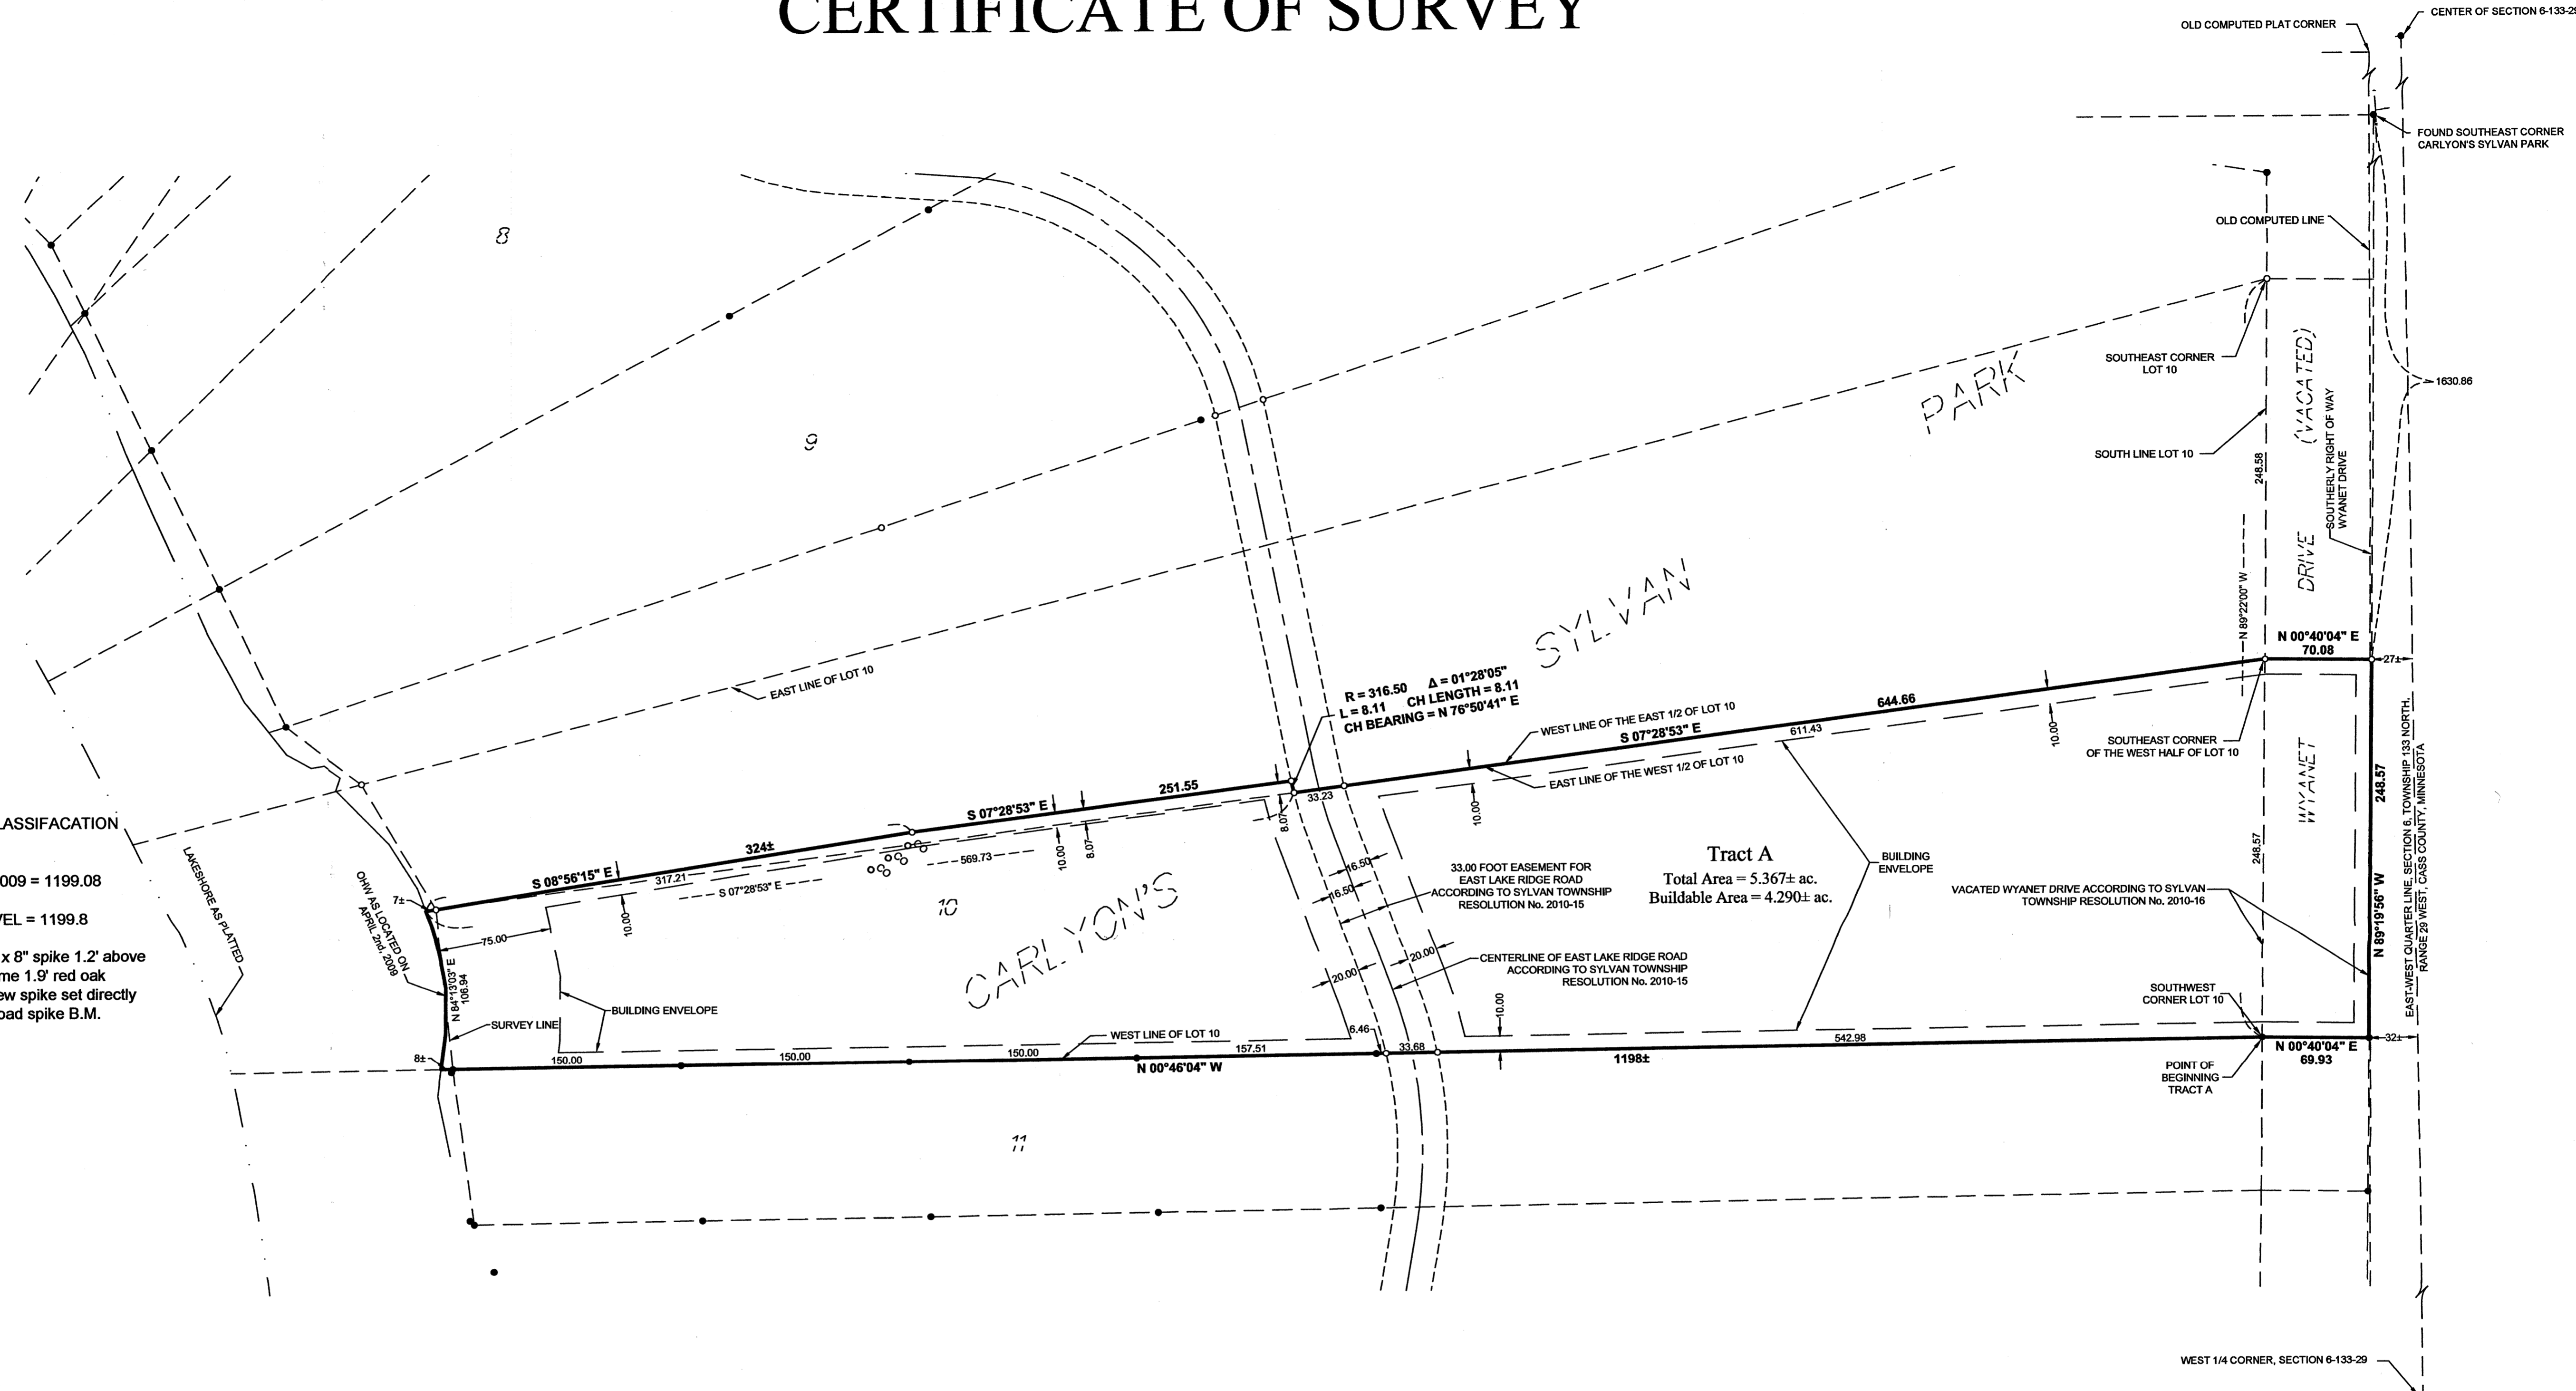 CERTIFICATE OF SURVEY
OLD COMPUTED PLAT CORNER
CENTER OF SECTION 6-133-29
FOUND SOUTHEAST CORNER
CARLYON'S SYLVAN PARK
OLD COMPUTED LINE
8
9
SOUTHEAST CORNER
LOT 10
1630.86
PARK
(VACATED)
SOUTHERLY RIGHT OF WAY
WYANET DRIVE
SOUTH LINE LOT 10
248.58
DRIVE
N 89°22'00" W
SYLVAN
N 00°40'04" E
70.08
27±
EAST LINE OF LOT 10
R = 316.50 Δ = 01°28'05"
L = 8.11 CH LENGTH = 8.11
CH BEARING = N 76°50'41" E
WEST LINE OF THE EAST 1/2 OF LOT 10
S 07°28'53" E
644.66
611.43
10.00
EAST LINE OF THE WEST 1/2 OF LOT 10
SOUTHEAST CORNER
OF THE WEST HALF OF LOT 10
WYANET
248.57
N 89°19'56" W
EAST-WEST QUARTER LINE, SECTION 6, TOWNSHIP 133 NORTH,
RANGE 29 WEST, CASS COUNTY, MINNESOTA
251.55
S 07°28'53" E
33.23
10.00
8.07
10.00
8.07
324±
569.73
S 08°56'15" E
317.21
S 07°28'53" E
10.00
LASSIFACATION
009 = 1199.08
VEL = 1199.8
x 8" spike 1.2' above
me 1.9' red oak
ew spike set directly
oad spike B.M.
LAKESHORE AS PLATTED
OHW AS LOCATED ON
APRIL 2nd, 2009
7±
75.00
N 84°13'03" E
106.94
SURVEY LINE
8±
BUILDING ENVELOPE
10
CARLYON'S
16.50
16.50
33.00 FOOT EASEMENT FOR
EAST LAKE RIDGE ROAD
ACCORDING TO SYLVAN TOWNSHIP
RESOLUTION No. 2010-15
Tract A
Total Area = 5.367± ac.
Buildable Area = 4.290± ac.
BUILDING
ENVELOPE
VACATED WYANET DRIVE ACCORDING TO SYLVAN
TOWNSHIP RESOLUTION No. 2010-16
248.57
20.00
20.00
CENTERLINE OF EAST LAKE RIDGE ROAD
ACCORDING TO SYLVAN TOWNSHIP
RESOLUTION No. 2010-15
SOUTHWEST
CORNER LOT 10
10.00
WEST LINE OF LOT 10
6.46
150.00
150.00
150.00
157.51
33.68
542.98
N 00°46'04" W
1198±
N 00°40'04" E
69.93
32±
POINT OF
BEGINNING
TRACT A
11
WEST 1/4 CORNER, SECTION 6-133-29